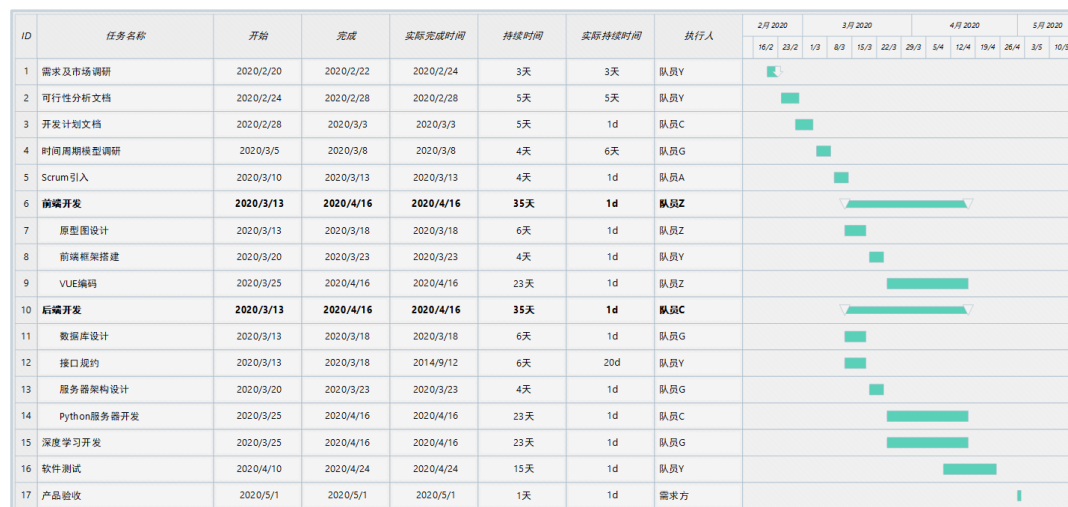 ID 任务名称 开始 完成 实际完成时间 持续时间 实际持续时间 执行人 2月 2020 3月 2020 4月 2020 5月 2020
16/2 23/2 1/3 8/3 15/3 22/3 29/3 5/4 12/4 19/4 26/4 3/5
1 需求及市场调研 2020/2/20 2020/2/22 2020/2/24 3天 3天 队员Y
2 可行性分析文档 2020/2/24 2020/2/28 2020/2/28 5天 5天 队员Y
3 开发计划文档 2020/2/28 2020/3/3 2020/3/3 5天 1d 队员C
4 时间周期模型调研 2020/3/5 2020/3/8 2020/3/8 4天 6天 队员G
5 Scrum引入 2020/3/10 2020/3/13 2020/3/13 4天 1d 队员A
6 前端开发 2020/3/13 2020/4/16 2020/4/16 35天 1d 队员Z
7 原型图设计 2020/3/13 2020/3/18 2020/3/18 6天 1d 队员Z
8 前端框架搭建 2020/3/20 2020/3/23 2020/3/23 4天 1d 队员Y
9 VUE编码 2020/3/25 2020/4/16 2020/4/16 23天 1d 队员Z
10 后端开发 2020/3/13 2020/4/16 2020/4/16 35天 1d 队员C
11 数据库设计 2020/3/13 2020/3/18 2020/3/18 6天 1d 队员G
12 接口规约 2020/3/13 2020/3/18 2014/9/12 6天 20d 队员Y
13 服务器架构设计 2020/3/20 2020/3/23 2020/3/23 4天 1d 队员G
14 Python服务器开发 2020/3/25 2020/4/16 2020/4/16 23天 1d 队员C
15 深度学习开发 2020/3/25 2020/4/16 2020/4/16 23天 1d 队员G
16 软件测试 2020/4/10 2020/4/24 2020/4/24 15天 1d 队员Y
17 产品验收 2020/5/1 2020/5/1 2020/5/1 1天 1d 需求方